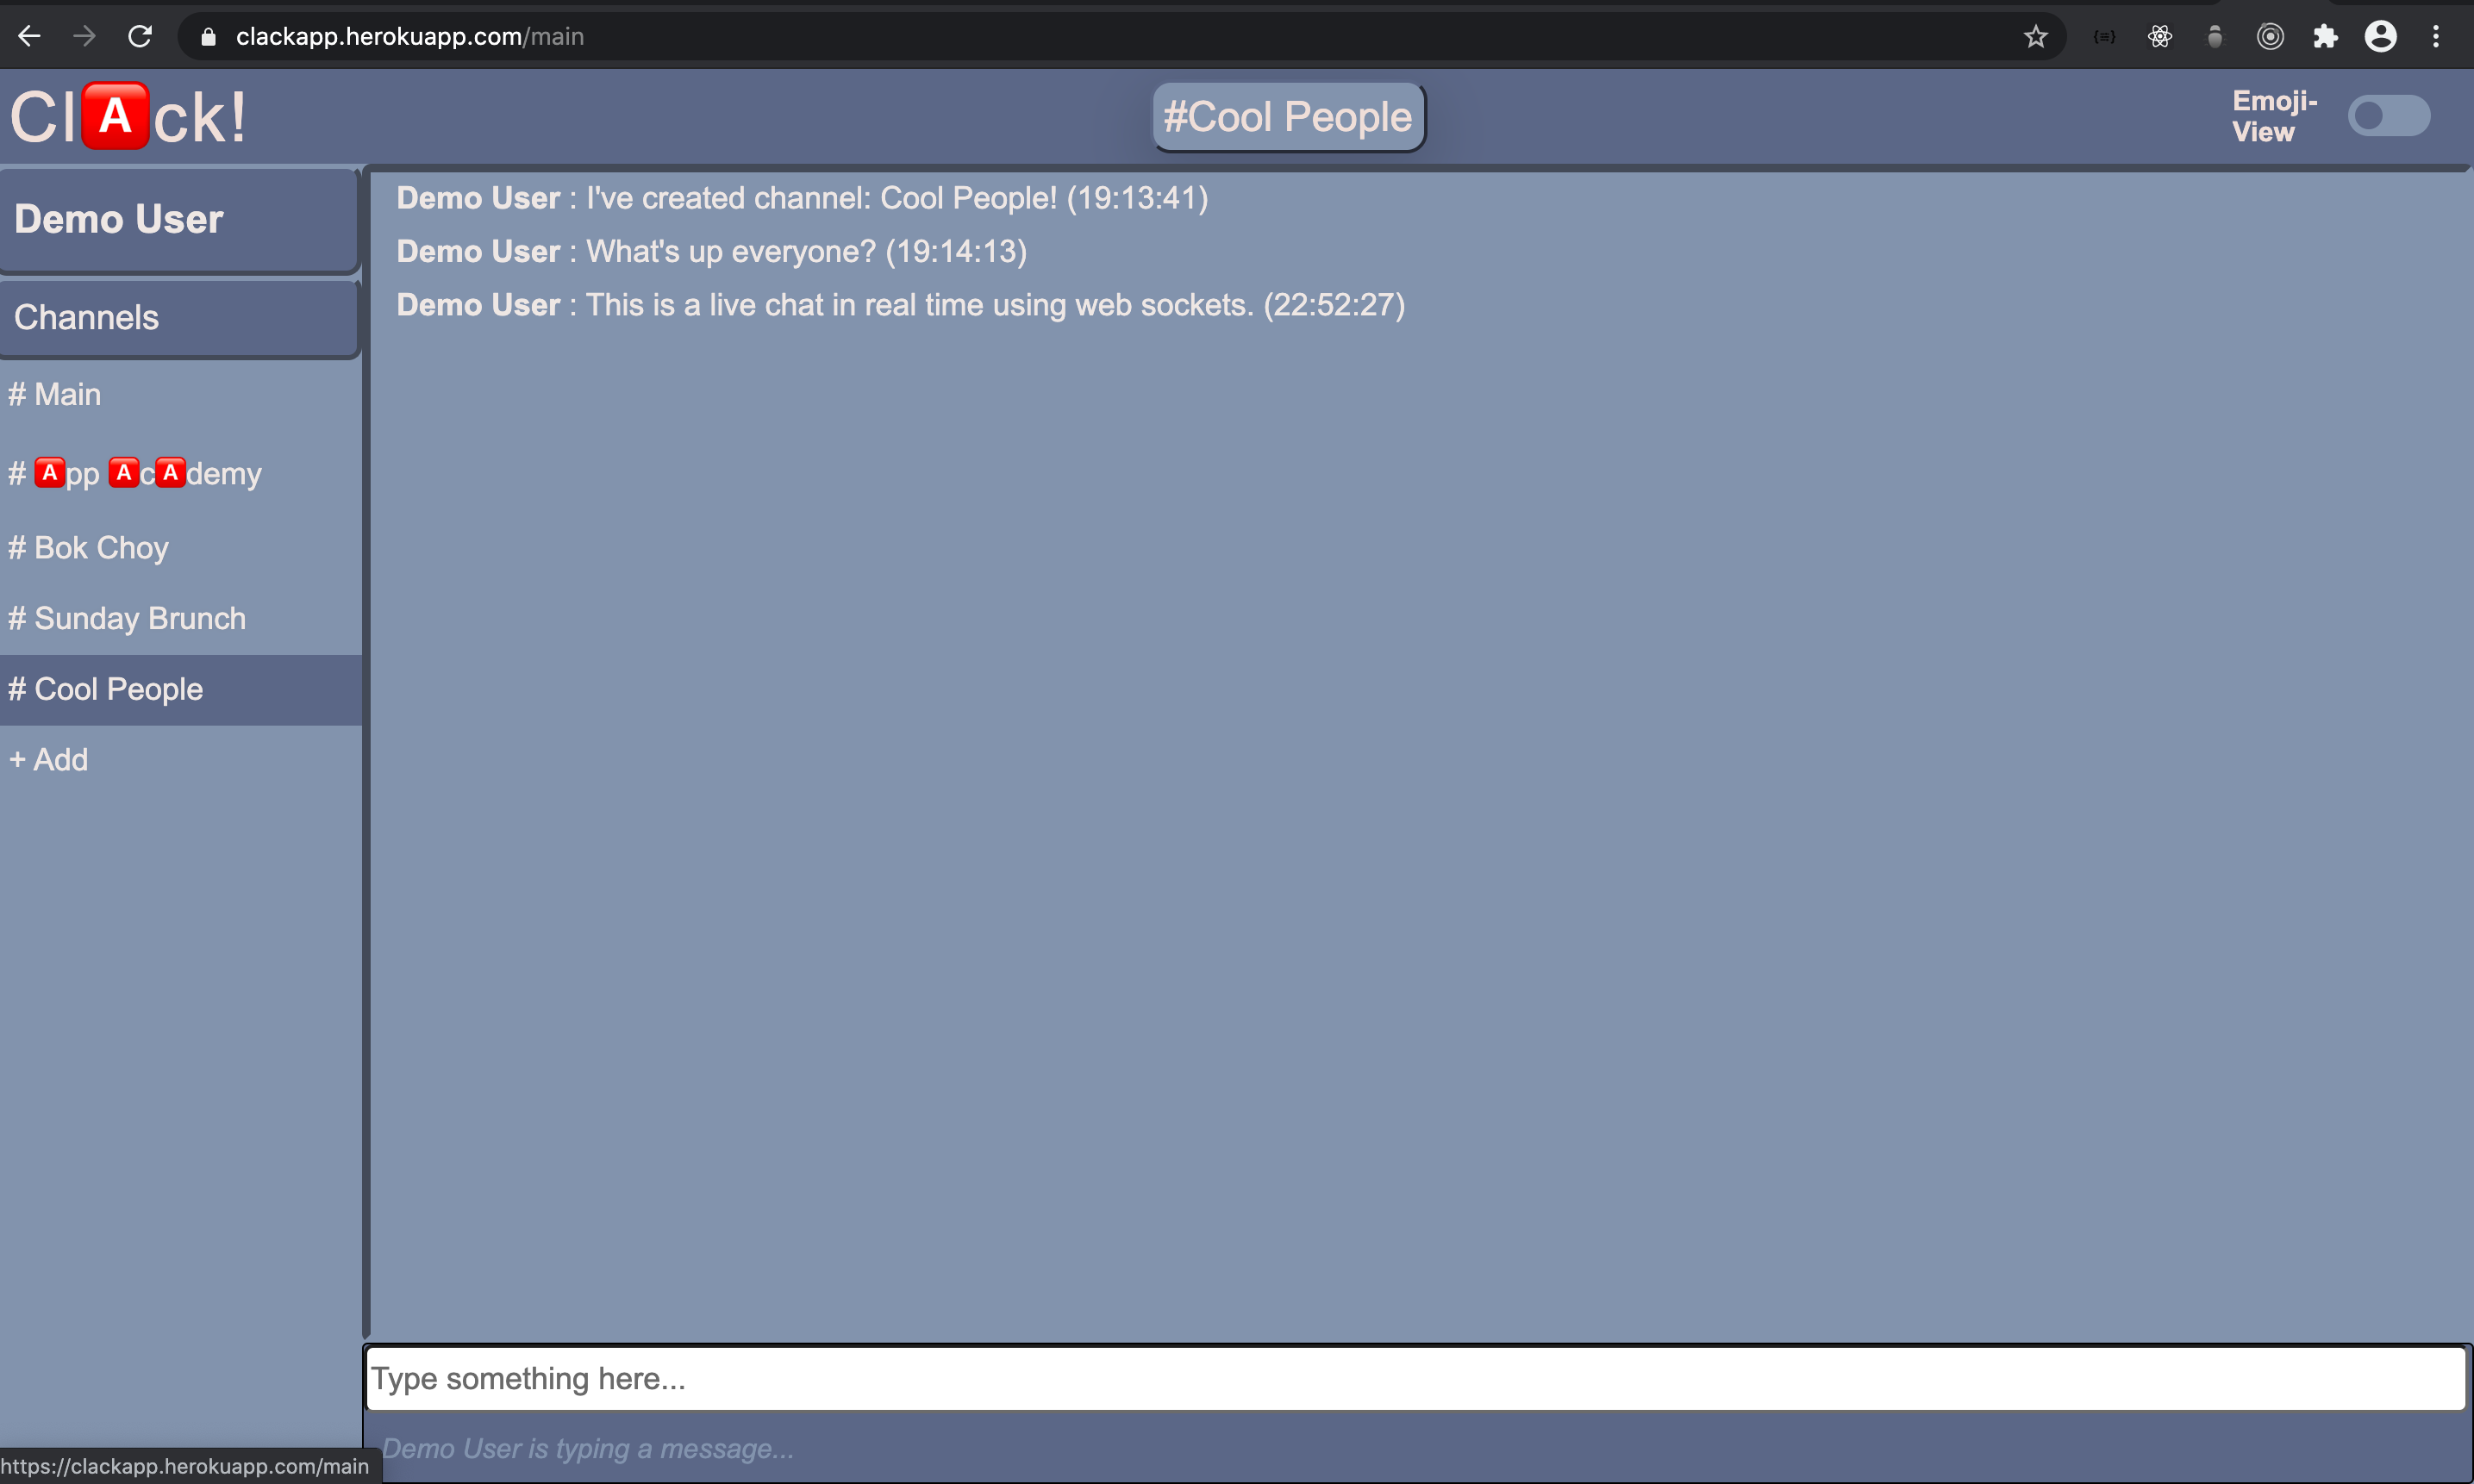 clackapp.herokuapp.com/main
Cl🅰ck!
#Cool People
Emoji-
View
Demo User
Channels
# Main
# 🅰pp 🅰c🅰demy
# Bok Choy
# Sunday Brunch
# Cool People
+ Add
Demo User : I've created channel: Cool People! (19:13:41)
Demo User : What's up everyone? (19:14:13)
Demo User : This is a live chat in real time using web sockets. (22:52:27)
Type something here...
Demo User is typing a message...
https://clackapp.herokuapp.com/main